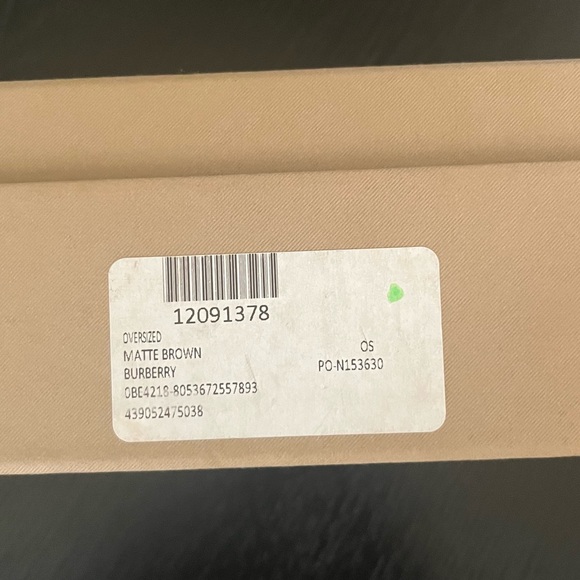 12091378
OVERSIZED
MATTE BROWN OS
BURBERRY PO-N153630
0BE4218-8053672557893
439052475038